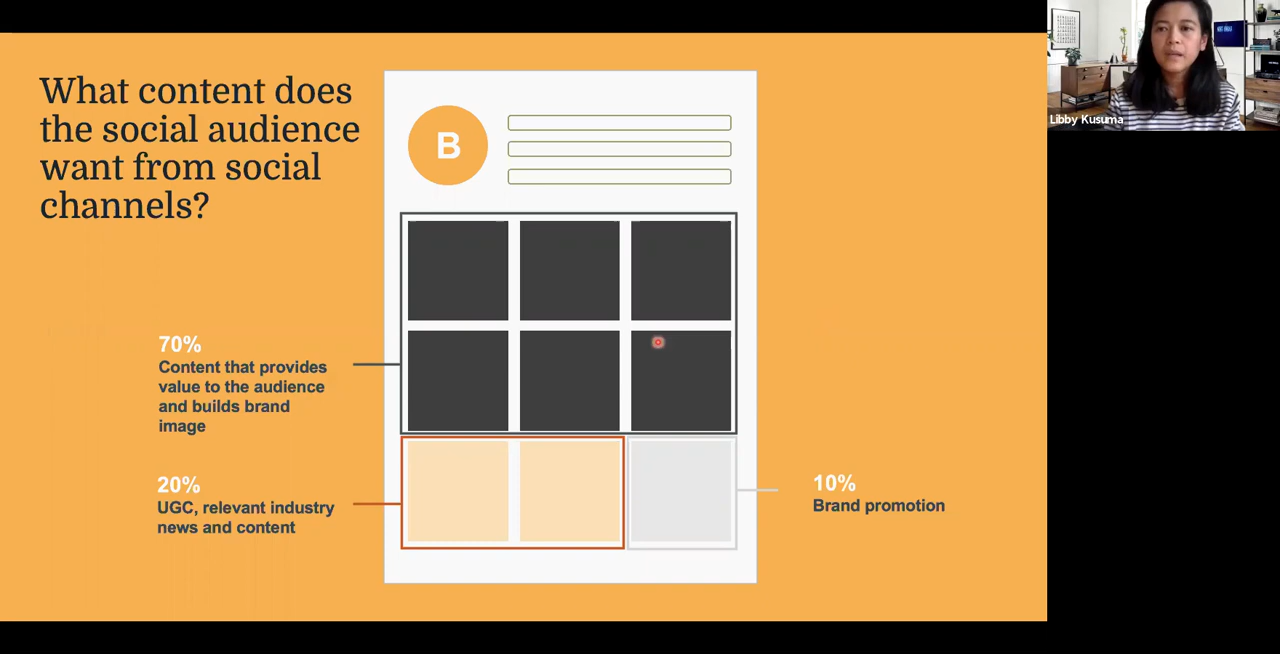 What content does
the social audience
want from social
channels?
B
70%
Content that provides
value to the audience
and builds brand
image
20%
UGC, relevant industry
news and content
10%
Brand promotion
Libby Kusuma